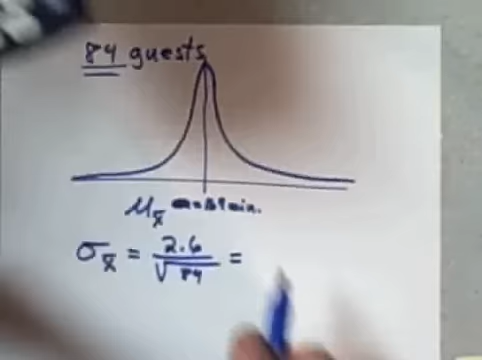 84 guests
μx̄
σx̄ = 2.6 / √84 =